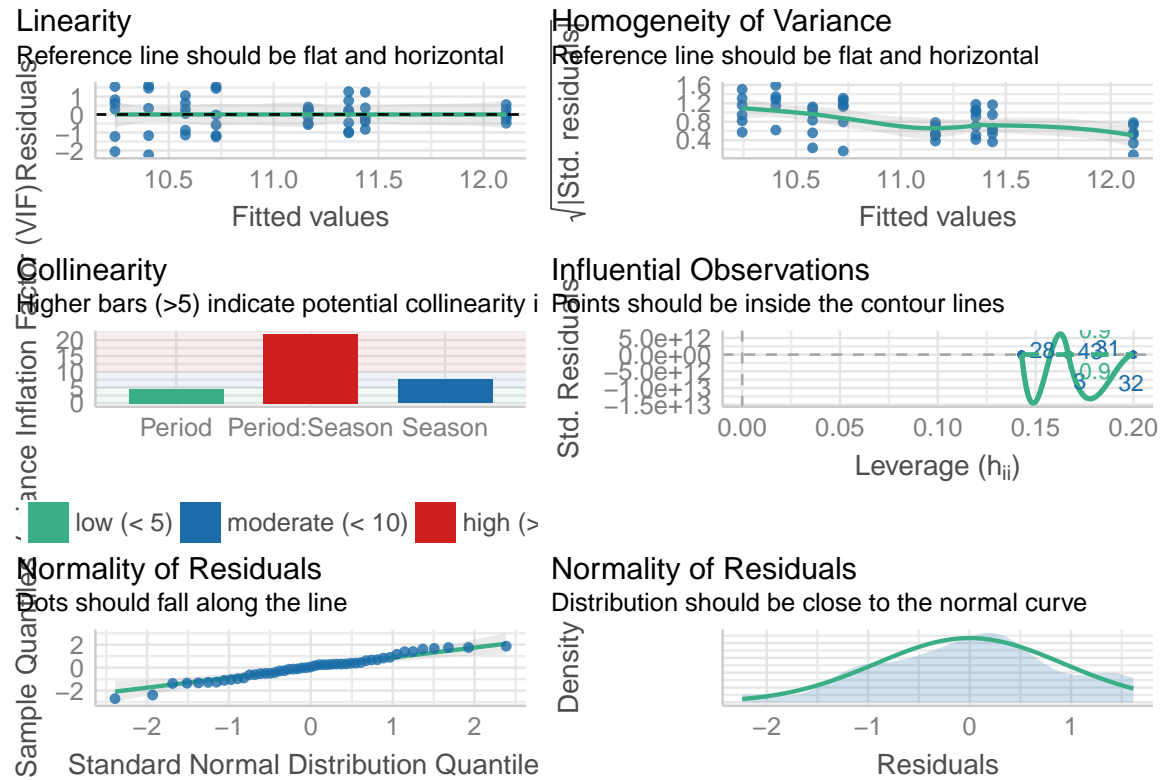 Linearity
Reference line should be flat and horizontal
Residuals
1
0
−1
−2
10.5 11.0 11.5 12.0
Fitted values
Homogeneity of Variance
Reference line should be flat and horizontal
√|Std. residuals|
1.6
1.2
0.8
0.4
10.5 11.0 11.5 12.0
Fitted values
Collinearity
Higher bars (>5) indicate potential collinearity i
Variance Inflation Factor (VIF)
20
15
10
5
0
Period Period:Season Season
low (< 5) moderate (< 10) high (>
Influential Observations
Points should be inside the contour lines
Std. Residuals
5.0e+12
0.0e+00
−5.0e+12
−1.0e+13
−1.5e+13
0.9
28 43 31
0.9
3 32
0.00 0.05 0.10 0.15 0.20
Leverage (hii)
Normality of Residuals
Dots should fall along the line
Sample Quantiles
2
0
−2
−2 −1 0 1 2
Standard Normal Distribution Quantile
Normality of Residuals
Distribution should be close to the normal curve
Density
−2 −1 0 1
Residuals